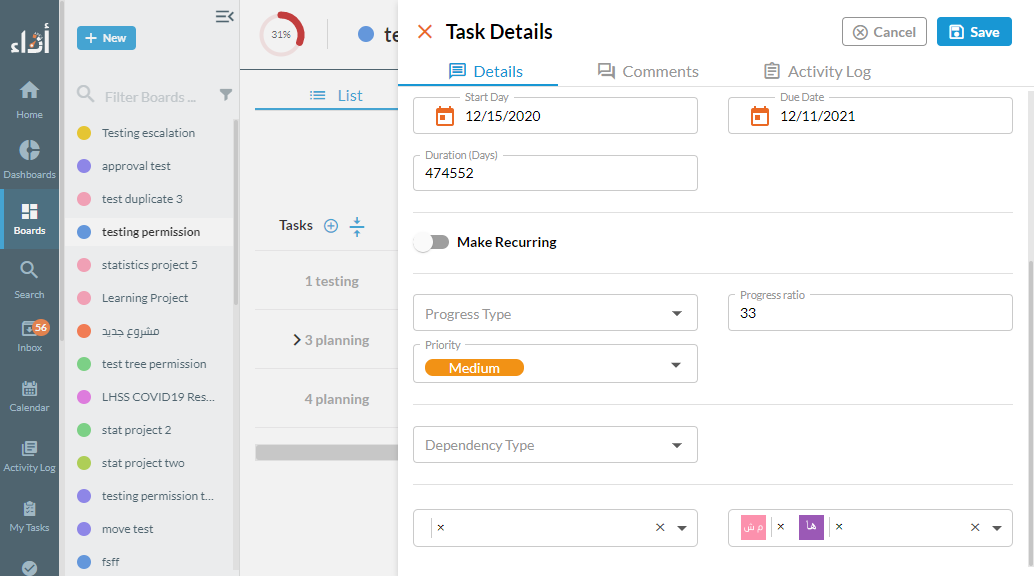 أداء
Home
Dashboards
Boards
Search
56
Inbox
Calendar
Activity Log
My Tasks
+ New
Filter Boards ...
Testing escalation
approval test
test duplicate 3
testing permission
statistics project 5
Learning Project
مشروع جديد
test tree permission
LHSS COVID19 Res...
stat project 2
stat project two
testing permission t...
move test
fsff
31%
te
List
Tasks
1 testing
3 planning
4 planning
Task Details
Cancel
Save
Details
Comments
Activity Log
Start Day
12/15/2020
Due Date
12/11/2021
Duration (Days)
474552
Make Recurring
Progress Type
Progress ratio
33
Priority
Medium
Dependency Type
م ش
ها